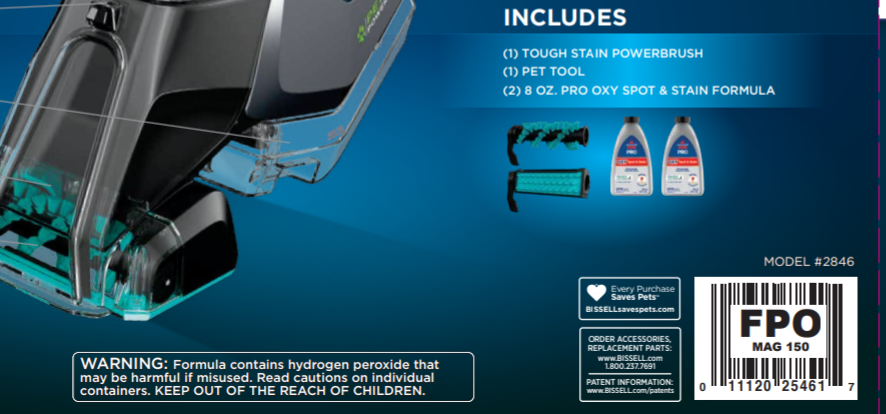 INCLUDES
(1) TOUGH STAIN POWERBRUSH
(1) PET TOOL
(2) 8 OZ. PRO OXY SPOT & STAIN FORMULA
PRO
PRO
MODEL #2846
Every Purchase
Saves Pets™
BISSELLsavespets.com
ORDER ACCESSORIES,
REPLACEMENT PARTS:
www.BISSELL.com
1.800.237.7691
PATENT INFORMATION:
www.BISSELL.com/patents
FPO
MAG 150
0 11120 25461 7
WARNING: Formula contains hydrogen peroxide that
may be harmful if misused. Read cautions on individual
containers. KEEP OUT OF THE REACH OF CHILDREN.